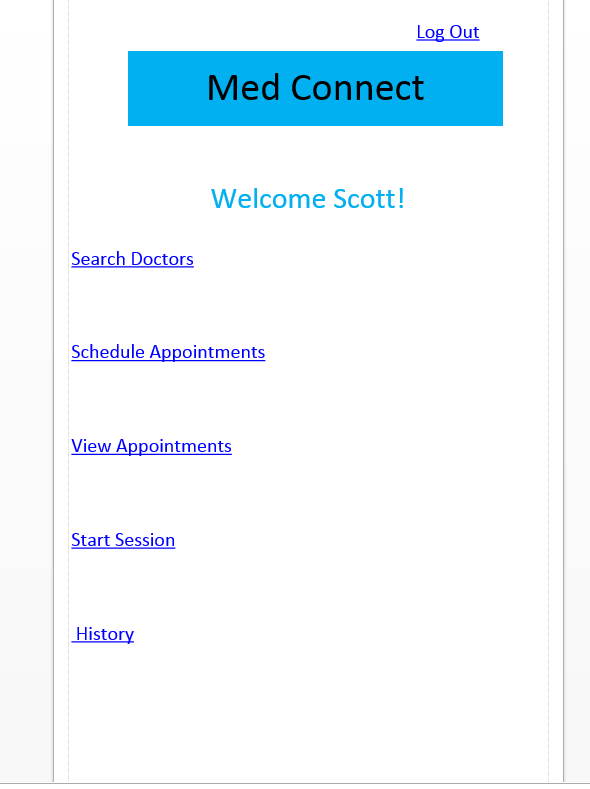 Log Out
Med Connect
Welcome Scott!
Search Doctors
Schedule Appointments
View Appointments
Start Session
History